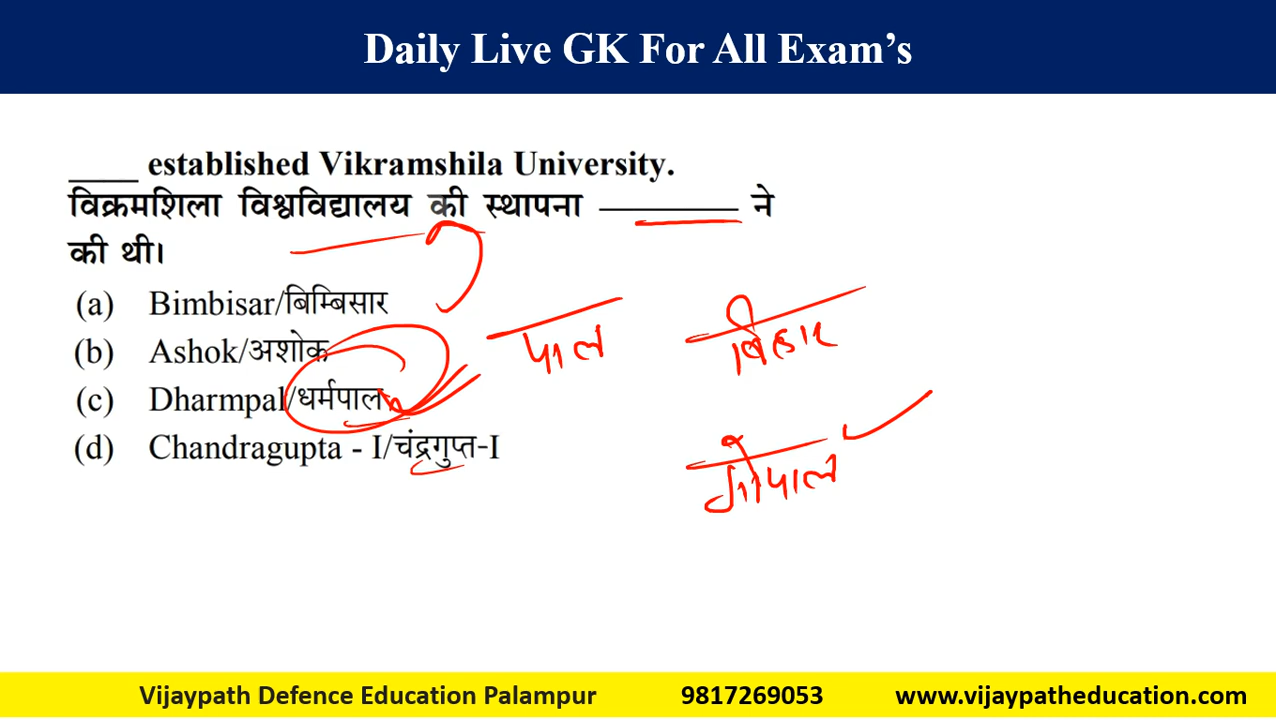 Daily Live GK For All Exam’s
____ established Vikramshila University.
विक्रमशिला विश्वविद्यालय की स्थापना ———— ने
की थी।
(a) Bimbisar/बिम्बिसार
(b) Ashok/अशोक
(c) Dharmpal/धर्मपाल
(d) Chandragupta - I/चंद्रगुप्त-I
पाल
बिहार
गोपाल
Vijaypath Defence Education Palampur 9817269053 www.vijaypatheducation.com